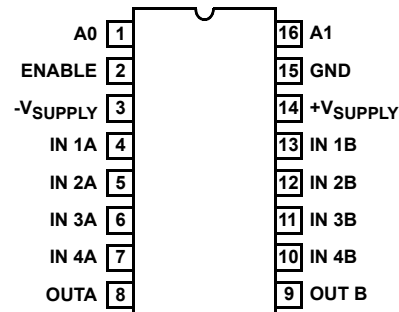 A0 1 16 A1
ENABLE 2 15 GND
-VSUPPLY 3 14 +VSUPPLY
IN 1A 4 13 IN 1B
IN 2A 5 12 IN 2B
IN 3A 6 11 IN 3B
IN 4A 7 10 IN 4B
OUTA 8 9 OUT B